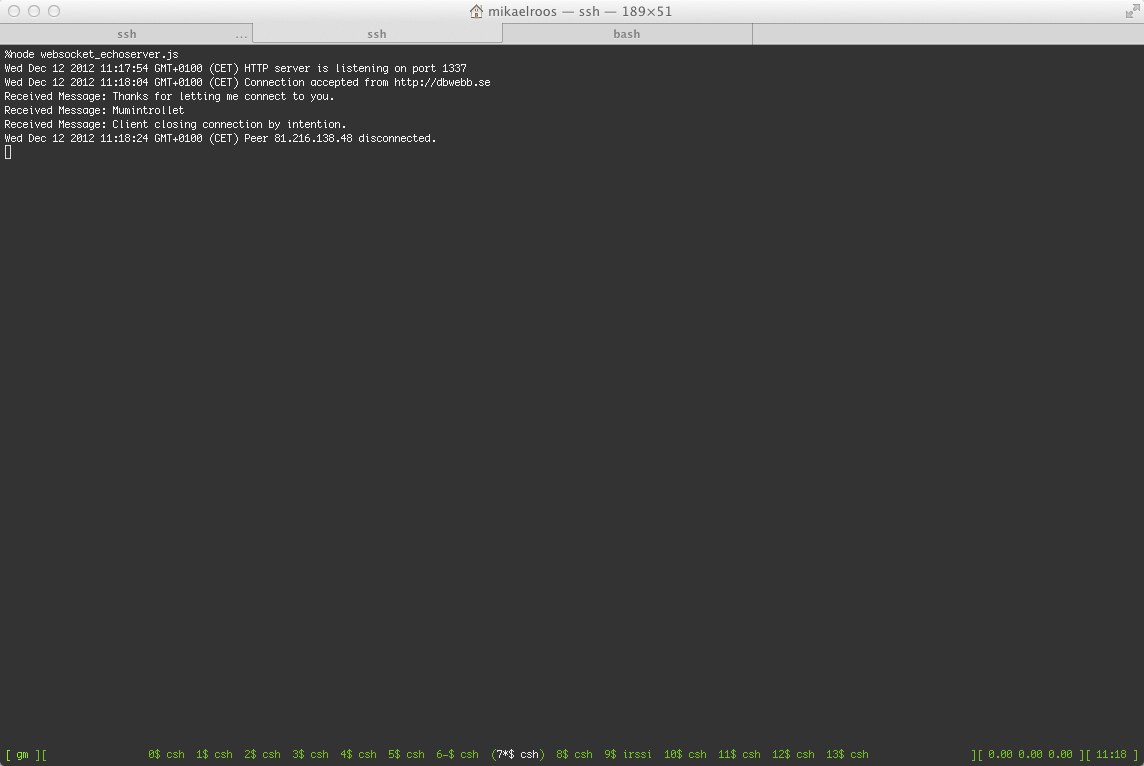 mikaelroos — ssh — 189×51
ssh ... ssh bash
%node websocket_echoserver.js
Wed Dec 12 2012 11:17:54 GMT+0100 (CET) HTTP server is listening on port 1337
Wed Dec 12 2012 11:18:04 GMT+0100 (CET) Connection accepted from http://dbwebb.se
Received Message: Thanks for letting me connect to you.
Received Message: Mumintrollet
Received Message: Client closing connection by intention.
Wed Dec 12 2012 11:18:24 GMT+0100 (CET) Peer 81.216.138.48 disconnected.
[ gm ][ 0$ csh 1$ csh 2$ csh 3$ csh 4$ csh 5$ csh 6-$ csh (7*$ csh) 8$ csh 9$ irssi 10$ csh 11$ csh 12$ csh 13$ csh ][ 0.00 0.00 0.00 ][ 11:18 ]